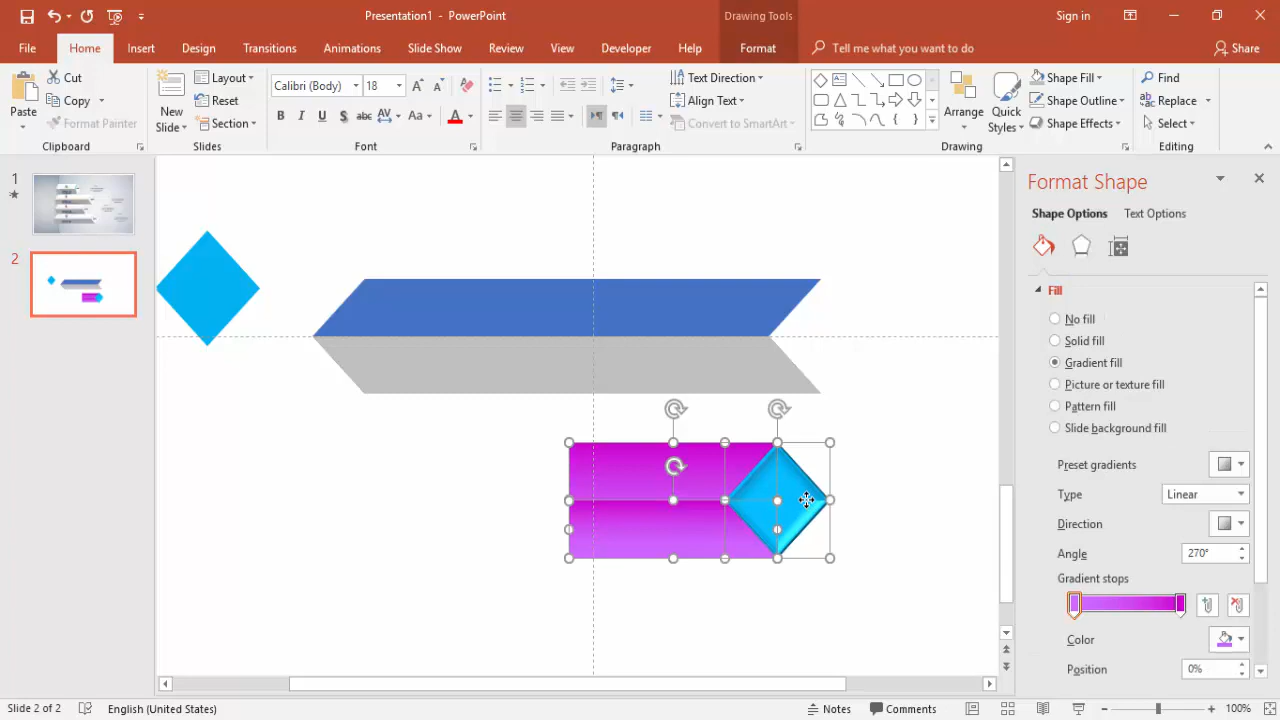 Presentation1 - PowerPoint
Drawing Tools
Sign in
File Home Insert Design Transitions Animations Slide Show Review View Developer Help Format Tell me what you want to do Share
Paste
Cut
Copy
Format Painter
Clipboard
New Slide
Layout
Reset
Section
Slides
Calibri (Body) 18
B I U S abc AV Aa A
Font
Text Direction
Align Text
Convert to SmartArt
Paragraph
Arrange
Quick Styles
Shape Fill
Shape Outline
Shape Effects
Drawing
Find
Replace
Select
Editing
1
2
Format Shape
Shape Options Text Options
Fill
No fill
Solid fill
Gradient fill
Picture or texture fill
Pattern fill
Slide background fill
Preset gradients
Type Linear
Direction
Angle 270°
Gradient stops
Color
Position 0%
Slide 2 of 2 English (United States) Notes Comments 100%